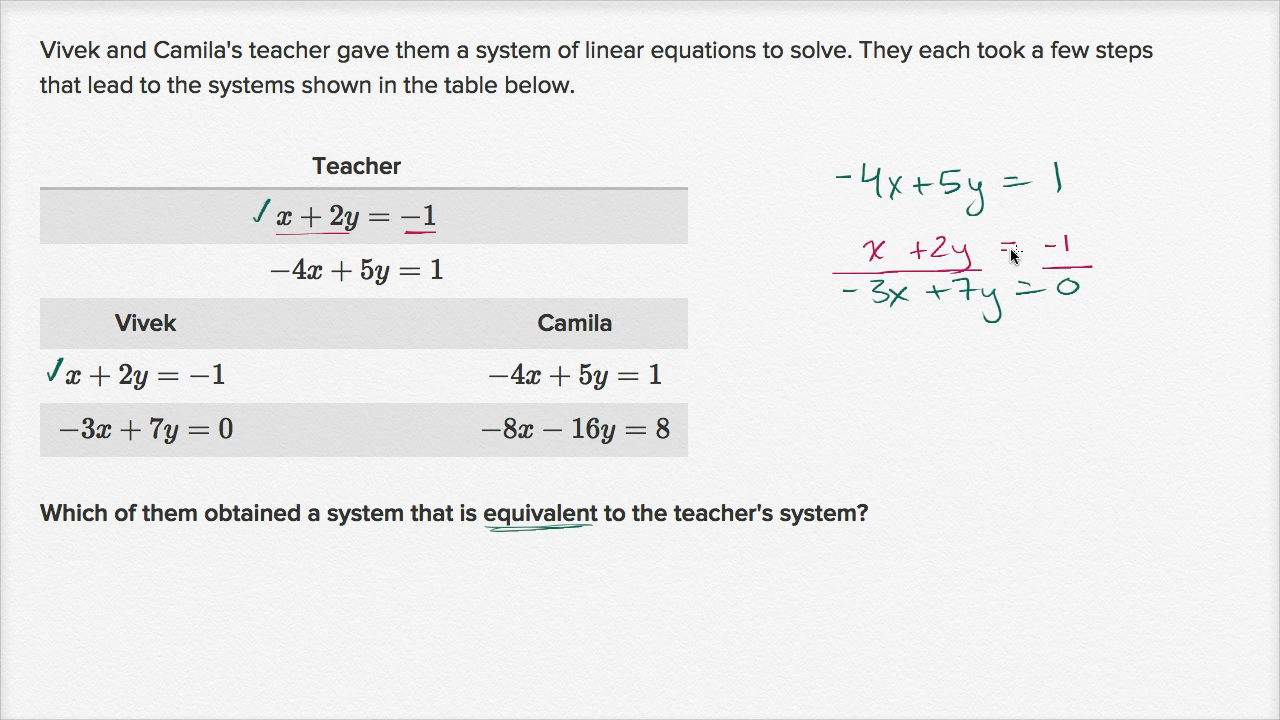 Vivek and Camila's teacher gave them a system of linear equations to solve. They each took a few steps
that lead to the systems shown in the table below.
Teacher
✓ x + 2y = −1
−4x + 5y = 1
Vivek Camila
✓ x + 2y = −1 −4x + 5y = 1
−3x + 7y = 0 −8x − 16y = 8
Which of them obtained a system that is equivalent to the teacher's system?
-4x+5y = 1
x +2y = -1
-3x +7y = 0